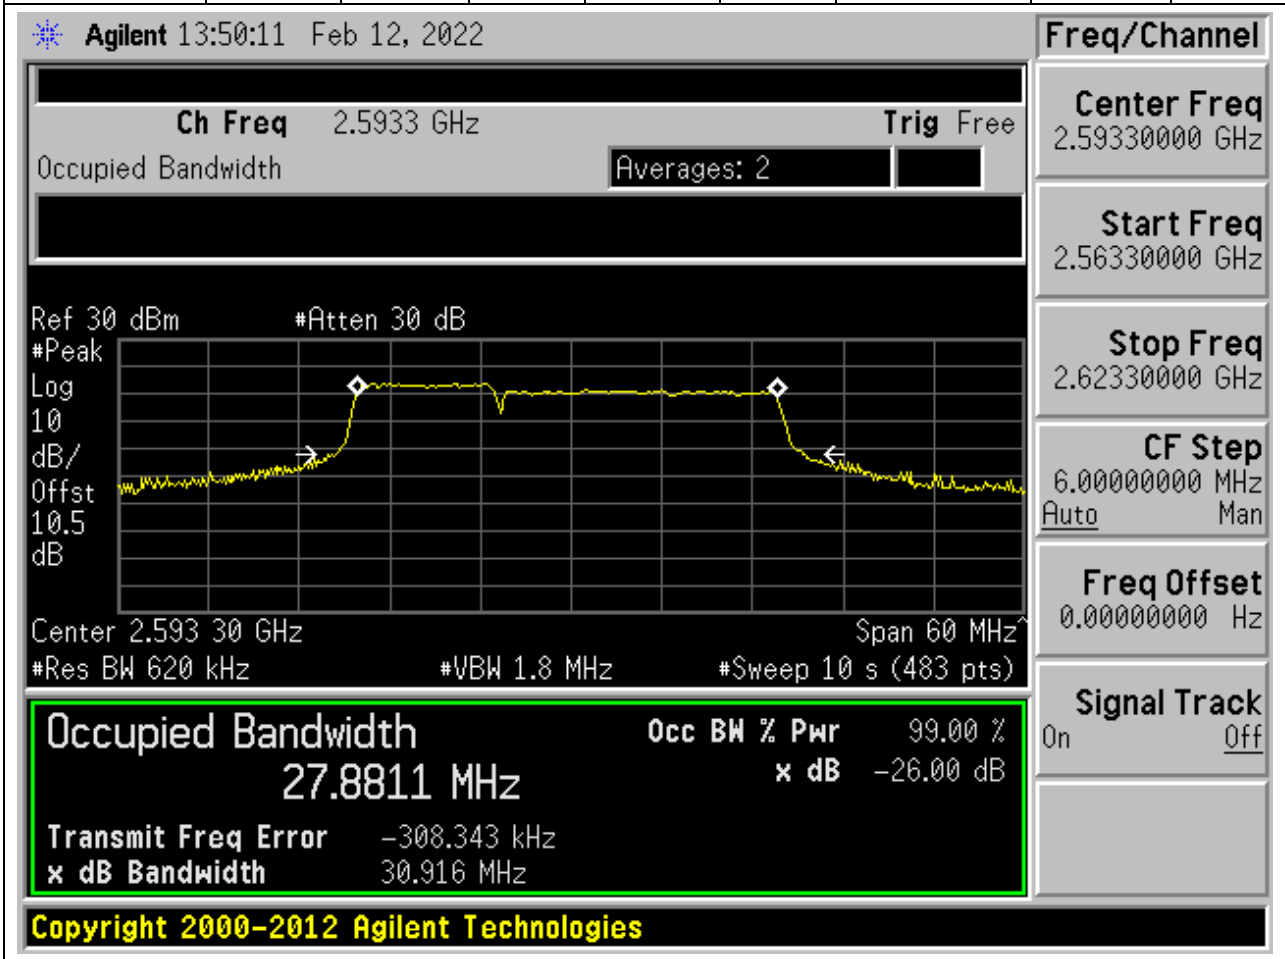 Agilent 13:50:11 Feb 12, 2022
Freq/Channel
Ch Freq 2.5933 GHz Trig Free
Occupied Bandwidth Averages: 2
Center Freq
2.59330000 GHz
Start Freq
2.56330000 GHz
Stop Freq
2.62330000 GHz
CF Step
6.00000000 MHz
Auto Man
Freq Offset
0.00000000 Hz
Signal Track
On Off
Ref 30 dBm #Atten 30 dB
#Peak
Log
10
dB/
Offst
10.5
dB
Center 2.593 30 GHz Span 60 MHz^
#Res BW 620 kHz #VBW 1.8 MHz #Sweep 10 s (483 pts)
Occupied Bandwidth Occ BW % Pwr 99.00 %
27.8811 MHz x dB -26.00 dB
Transmit Freq Error -308.343 kHz
x dB Bandwidth 30.916 MHz
Copyright 2000-2012 Agilent Technologies